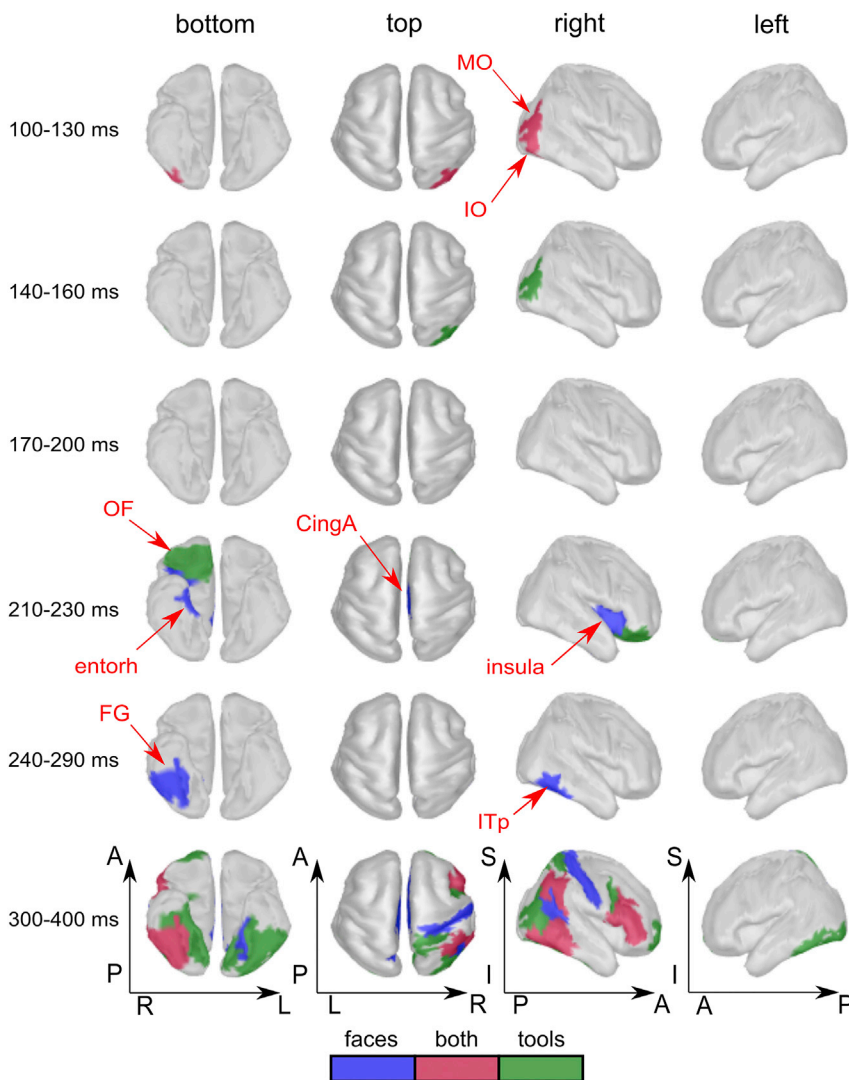 bottom top right left
MO
100-130 ms
IO
140-160 ms
170-200 ms
OF CingA
210-230 ms
entorh insula
FG
240-290 ms
ITp
A A S S
300-400 ms
P P I I
R L L R P A A P
faces both tools